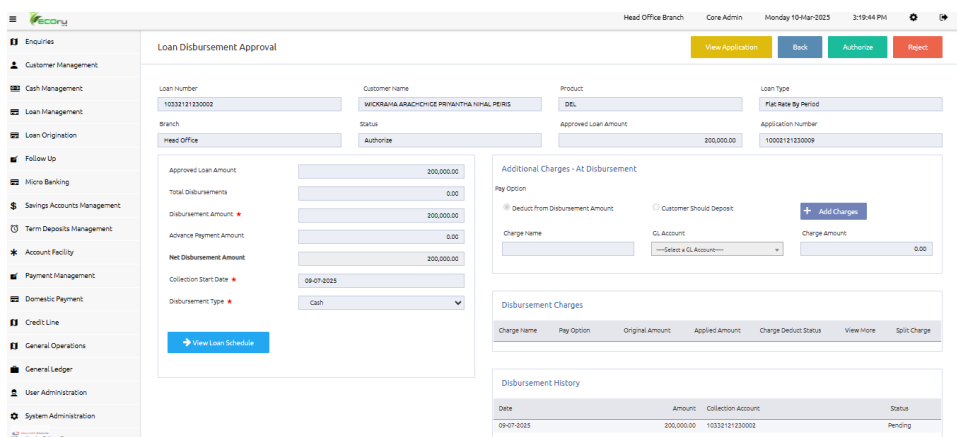 ECOny
Head Office Branch Core Admin Monday 10-Mar-2025 3:19:44 PM
Enquiries
Customer Management
Cash Management
Loan Management
Loan Origination
Follow Up
Micro Banking
Savings Accounts Management
Term Deposits Management
Account Facility
Payment Management
Domestic Payment
Credit Line
General Operations
General Ledger
User Administration
System Administration
Loan Disbursement Approval
View Application Back Authorize Reject
Loan Number Customer Name Product Loan Type
10332121230002 WICKRAMA ARACHCHIGE PRIYANTHA NIHAL PEIRIS DEL Flat Rate By Period
Branch Status Approved Loan Amount Application Number
Head Office Authorize 200,000.00 10002121230009
Approved Loan Amount 200,000.00
Total Disbursements 0.00
Disbursement Amount ★ 200,000.00
Advance Payment Amount 0.00
Net Disbursement Amount 200,000.00
Collection Start Date ★ 09-07-2025
Disbursement Type ★ Cash
View Loan Schedule
Additional Charges - At Disbursement
Pay Option
Deduct from Disbursement Amount Customer Should Deposit + Add Charges
Charge Name GL Account Charge Amount
----Select a GL Account---- 0.00
Disbursement Charges
Charge Name Pay Option Original Amount Applied Amount Charge Deduct Status View More Split Charge
Disbursement History
Date Amount Collection Account Status
09-07-2025 200,000.00 10332121230002 Pending